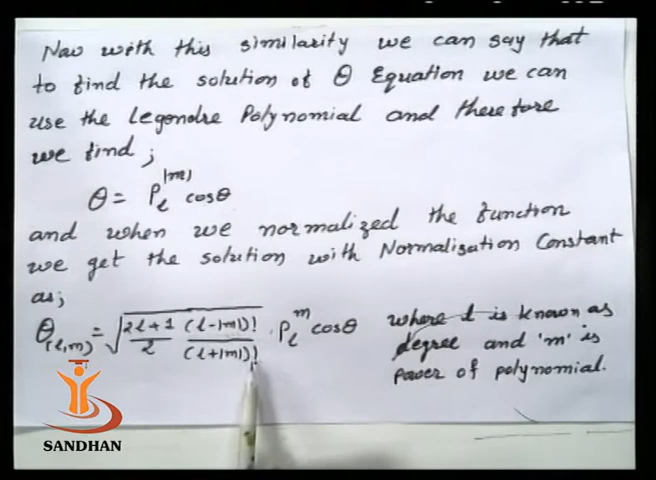 Now with this similarity we can say that
to find the solution of θ Equation we can
use the Legendre Polynomial and therefore
we find;
θ = P_l^|m| cosθ
and when we normalized the function
we get the solution with Normalization Constant
as;
Θ(l,m) = √(2l+1/2 (l-|m|)!/(l+|m|)!) . P_l^m cosθ
where l is known as
degree and 'm' is
power of polynomial.
SANDHAN